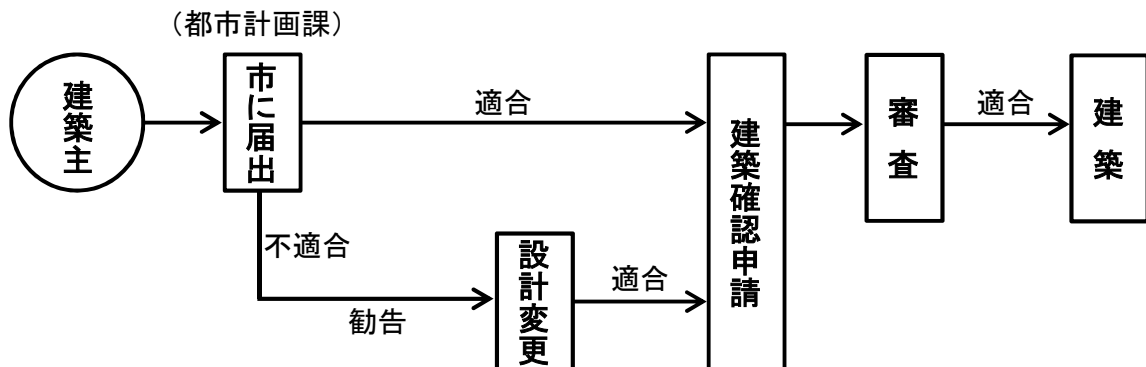 （都市計画課）
建築主
市に届出
適合
建築確認申請
審査
適合
建築
不適合
勧告
設計変更
適合